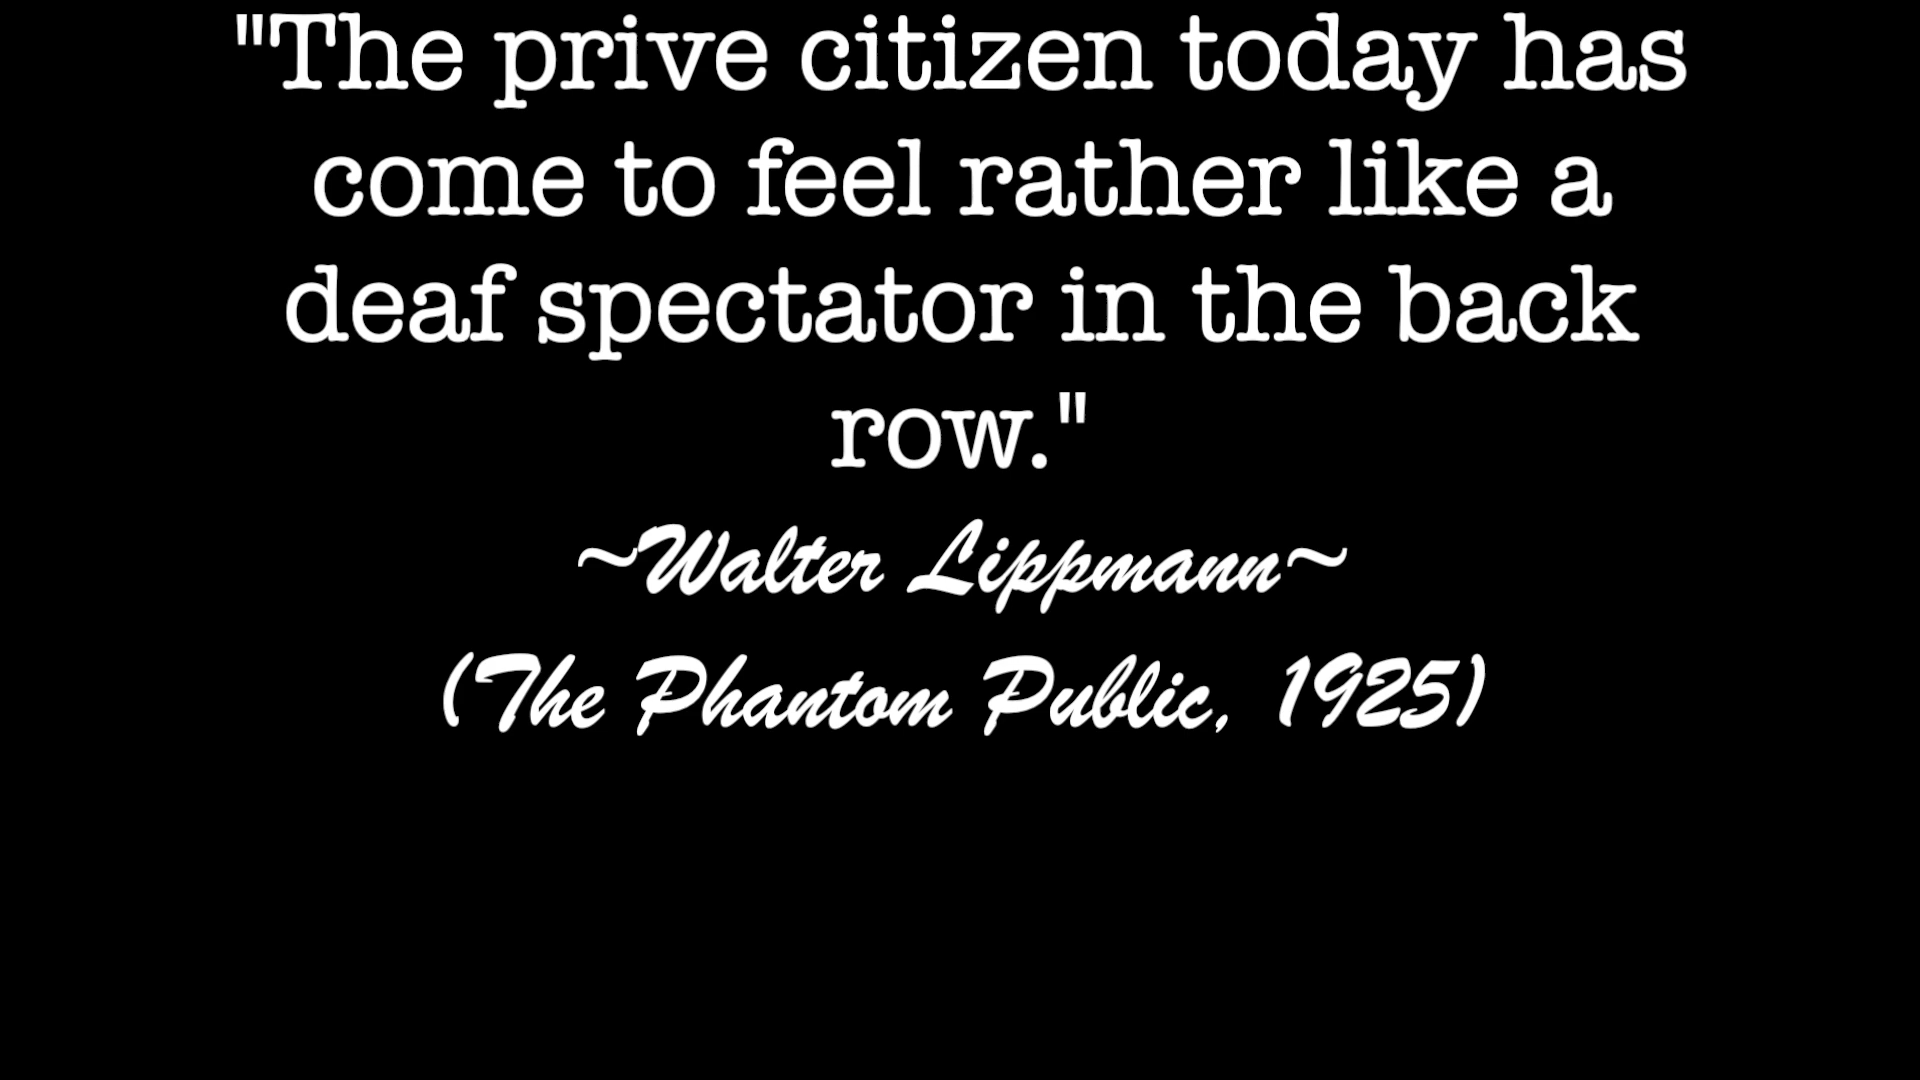 "The prive citizen today has
come to feel rather like a
deaf spectator in the back
row."
~Walter Lippmann~
(The Phantom Public, 1925)